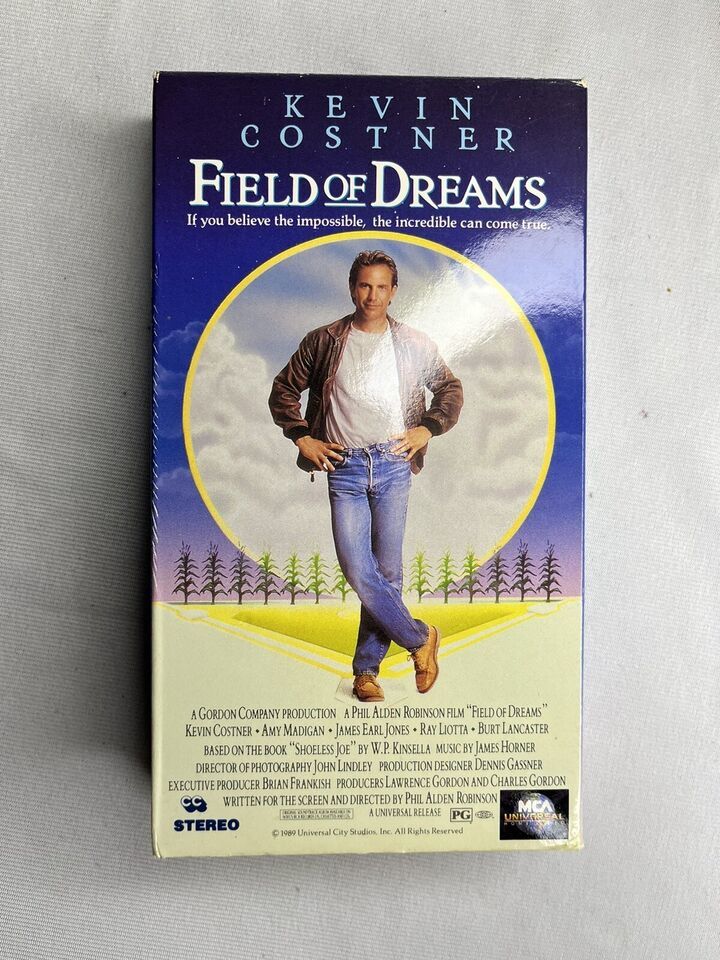 KEVIN
COSTNER
FIELD OF DREAMS
If you believe the impossible, the incredible can come true.
A GORDON COMPANY PRODUCTION A PHIL ALDEN ROBINSON FILM "FIELD OF DREAMS"
KEVIN COSTNER • AMY MADIGAN • JAMES EARL JONES • RAY LIOTTA • BURT LANCASTER
BASED ON THE BOOK "SHOELESS JOE" BY W.P. KINSELLA MUSIC BY JAMES HORNER
DIRECTOR OF PHOTOGRAPHY JOHN LINDLEY PRODUCTION DESIGNER DENNIS GASSNER
EXECUTIVE PRODUCER BRIAN FRANKISH PRODUCERS LAWRENCE GORDON AND CHARLES GORDON
WRITTEN FOR THE SCREEN AND DIRECTED BY PHIL ALDEN ROBINSON
CC
STEREO
A UNIVERSAL RELEASE PG
© 1989 Universal City Studios, Inc. All Rights Reserved
MCA
UNIVERSAL